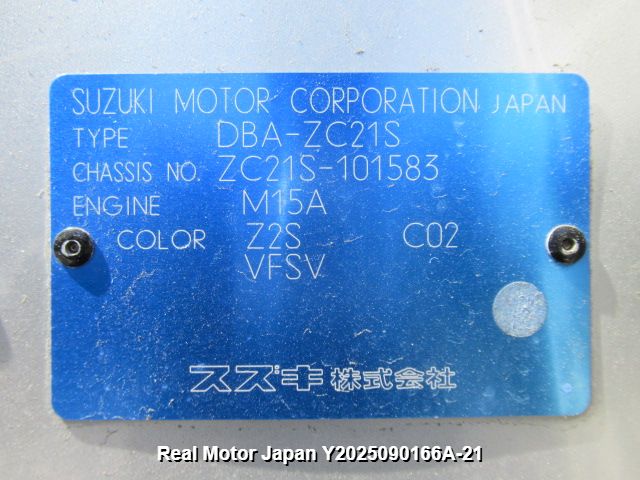 SUZUKI MOTOR CORPORATION JAPAN
TYPE DBA-ZC21S
CHASSIS NO. ZC21S-101583
ENGINE M15A
COLOR Z2S C02
VFSV
スズキ株式会社
Real Motor Japan Y2025090166A-21